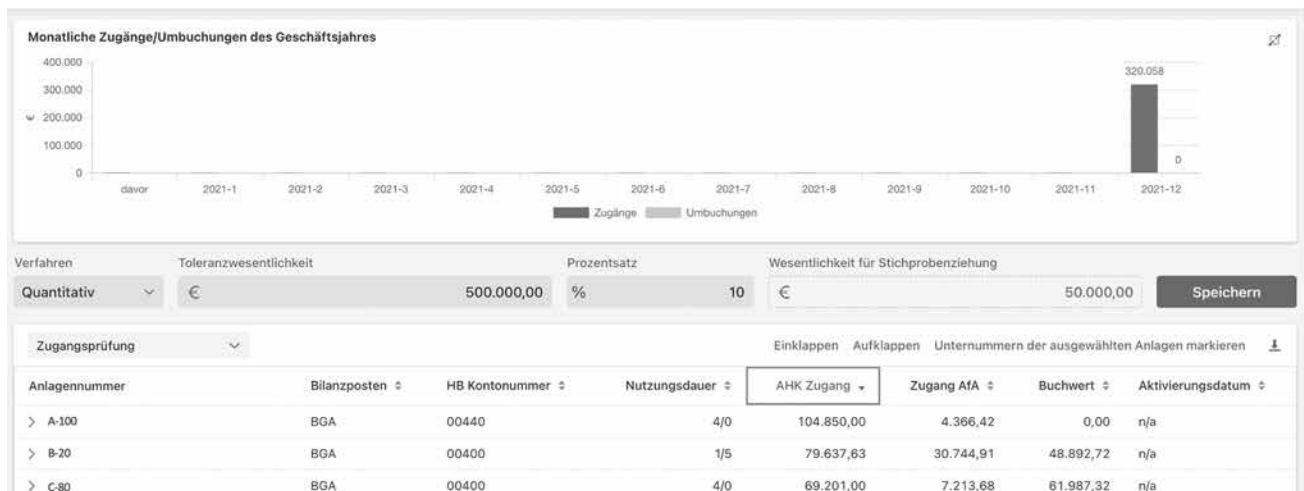 Monatliche Zugänge/Umbuchungen des Geschäftsjahres
400.000
300.000
€ 200.000
100.000
0
320.058
0
davor 2021-1 2021-2 2021-3 2021-4 2021-5 2021-6 2021-7 2021-8 2021-9 2021-10 2021-11 2021-12
Zugänge Umbuchungen
Verfahren Toleranzwesentlichkeit Prozentsatz Wesentlichkeit für Stichprobenziehung
Quantitativ € 500.000,00 % 10 € 50.000,00 Speichern
Zugangsprüfung Einklappen Aufklappen Unternummern der ausgewählten Anlagen markieren
Anlagennummer Bilanzposten HB Kontonummer Nutzungsdauer AHK Zugang Zugang AfA Buchwert Aktivierungsdatum
A-100 BGA 00440 4/0 104.850,00 4.366,42 0,00 n/a
B-20 BGA 00400 1/5 79.637,63 30.744,91 48.892,72 n/a
C-80 BGA 00400 4/0 69.201,00 7.213,68 61.987,32 n/a